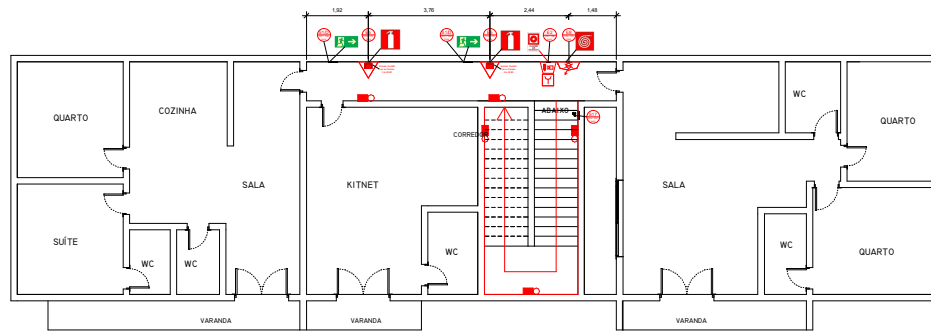 1,92
3,76
2,44
1,48
COZINHA
WC
QUARTO
QUARTO
ABAIXO
CORREDOR
SALA
KITNET
SALA
SUÍTE
WC
WC
WC
WC
QUARTO
VARANDA
VARANDA
VARANDA